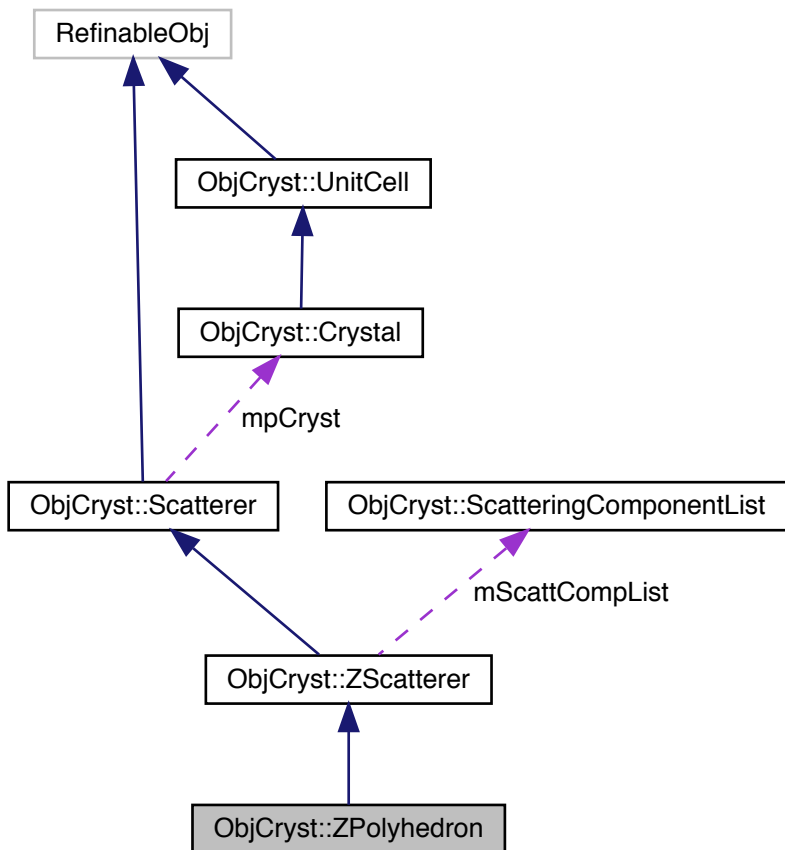 RefinableObj
ObjCryst::UnitCell
ObjCryst::Crystal
mpCryst
ObjCryst::Scatterer
ObjCryst::ScatteringComponentList
mScattCompList
ObjCryst::ZScatterer
ObjCryst::ZPolyhedron